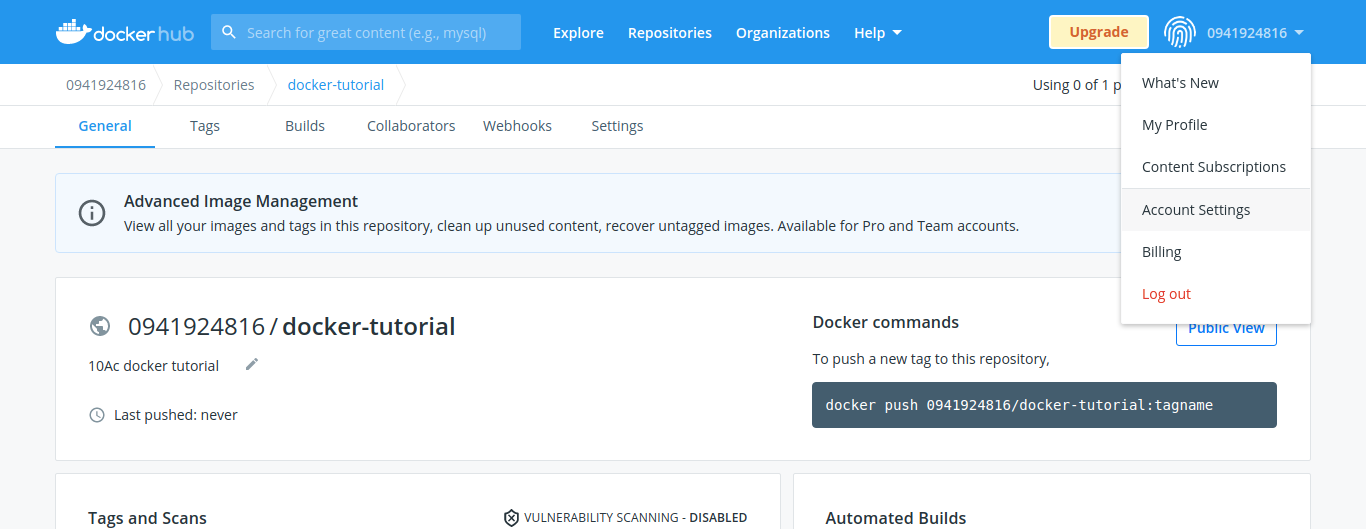 docker hub
Search for great content (e.g., mysql)
Explore
Repositories
Organizations
Help
Upgrade
0941924816
0941924816
Repositories
docker-tutorial
Using 0 of 1 p
What's New
My Profile
Content Subscriptions
Account Settings
Billing
Log out
General
Tags
Builds
Collaborators
Webhooks
Settings
Advanced Image Management
View all your images and tags in this repository, clean up unused content, recover untagged images. Available for Pro and Team accounts.
0941924816 / docker-tutorial
10Ac docker tutorial
Last pushed: never
Docker commands
Public View
To push a new tag to this repository,
docker push 0941924816/docker-tutorial:tagname
Tags and Scans
VULNERABILITY SCANNING - DISABLED
Automated Builds